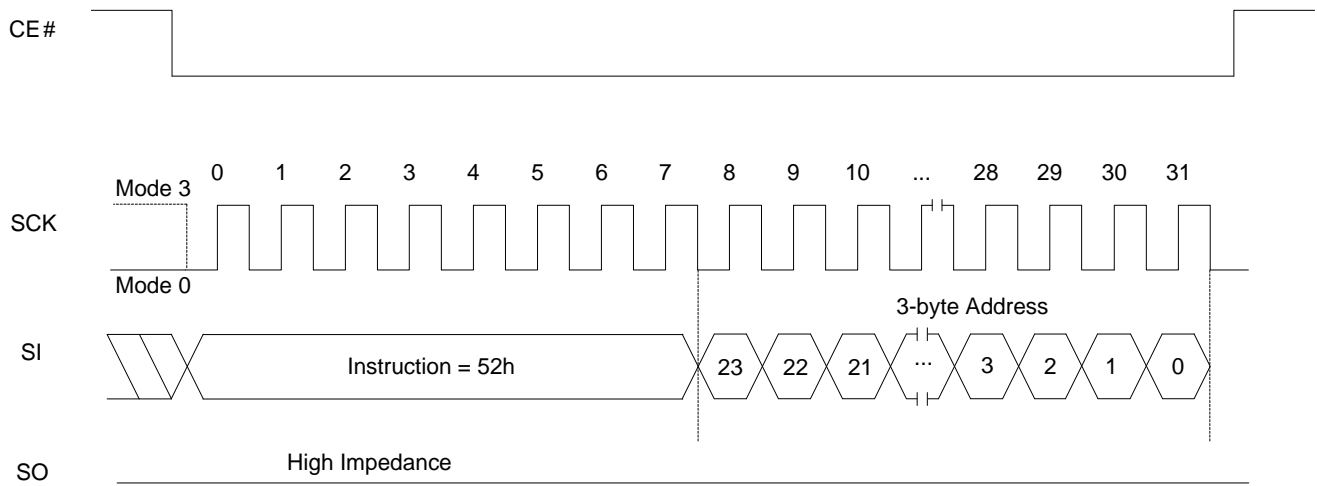 CE#
0 1 2 3 4 5 6 7 8 9 10 ... 28 29 30 31
Mode 3
SCK
Mode 0
3-byte Address
SI
Instruction = 52h
23 22 21 ... 3 2 1 0
High Impedance
SO